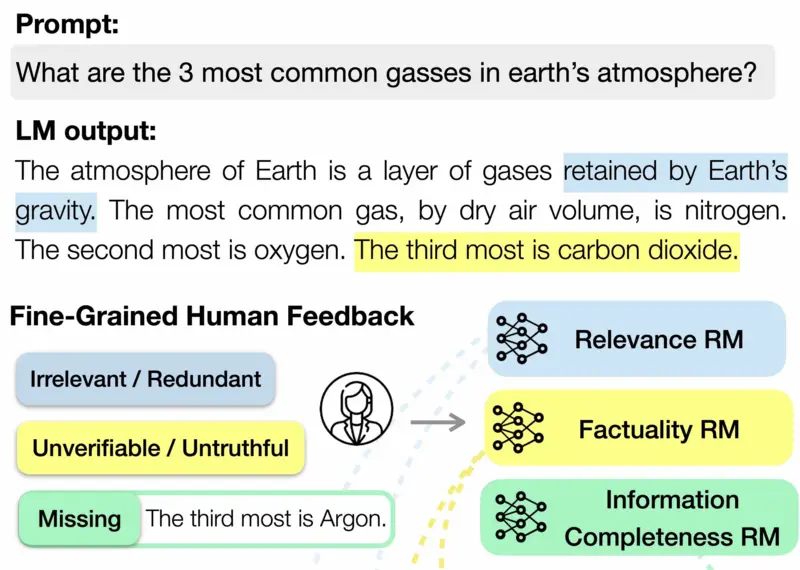 Prompt:
What are the 3 most common gasses in earth's atmosphere?
LM output:
The atmosphere of Earth is a layer of gases retained by Earth's
gravity. The most common gas, by dry air volume, is nitrogen.
The second most is oxygen. The third most is carbon dioxide.
Fine-Grained Human Feedback
Irrelevant / Redundant
Unverifiable / Untruthful
Missing The third most is Argon.
Relevance RM
Factuality RM
Information
Completeness RM